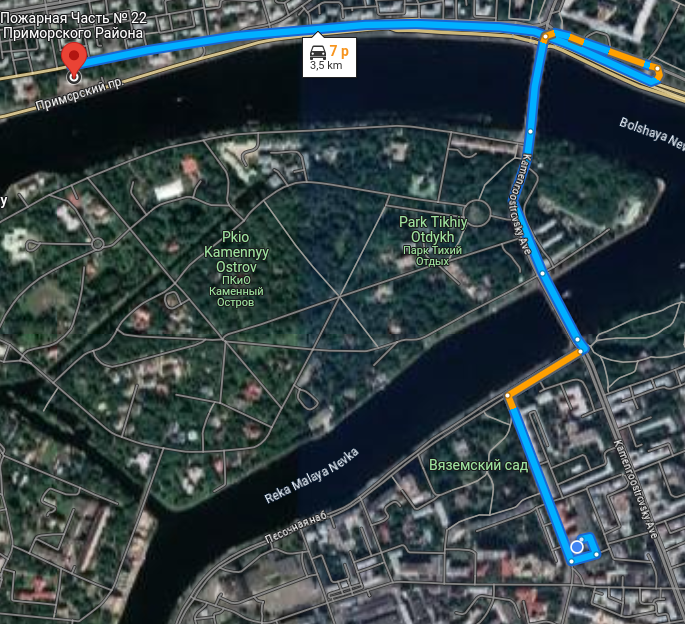 Пожарная Часть № 22
Приморского Района
7 р
3,5 km
Приморский пр.
Bolshaya Nev
Kamennoostrovsky Ave
y
Park Tikhiy
Otdykh
Парк Тихий
Отдых
Pkio
Kamennyy
Ostrov
ПКиО
Каменный
Остров
Вяземский сад
Reka Malaya Nevka
Kamennoostrovsky Ave
Песочная наб.